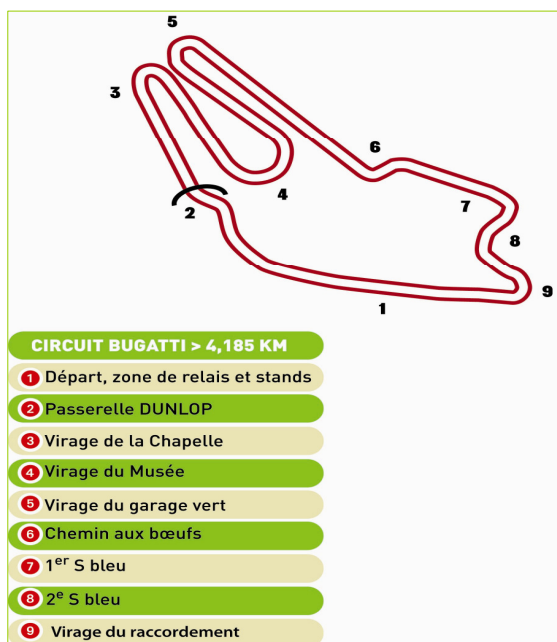 5
3
6
4
7
2
8
9
1
CIRCUIT BUGATTI > 4,185 KM
1 Départ, zone de relais et stands
2 Passerelle DUNLOP
3 Virage de la Chapelle
4 Virage du Musée
5 Virage du garage vert
6 Chemin aux bœufs
7 1er S bleu
8 2e S bleu
9 Virage du raccordement